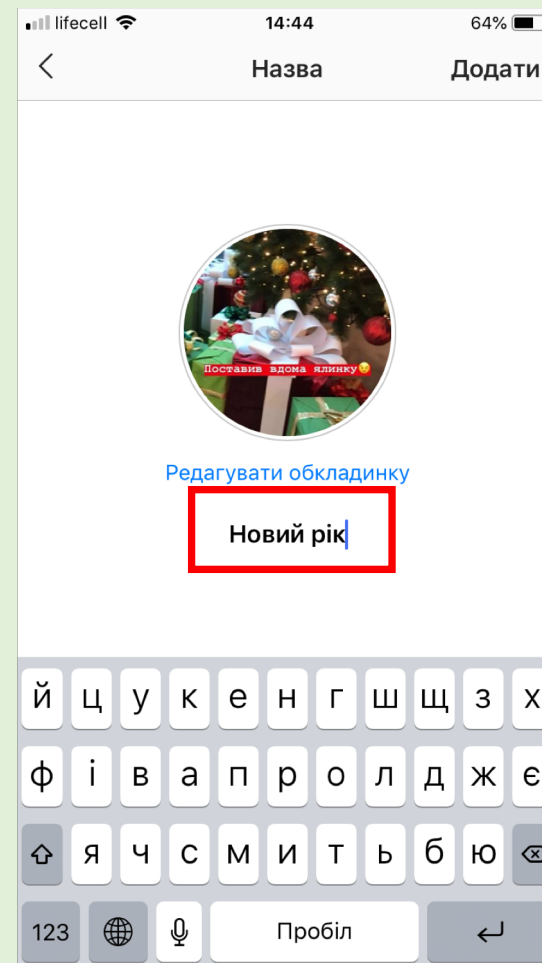 lifecell 14:44 64%
Назва Додати
Поставив вдома ялинку
Редагувати обкладинку
Новий рік
й ц у к е н г ш щ з х
ф і в а п р о л д ж є
я ч с м и т ь б ю
123 Пробіл